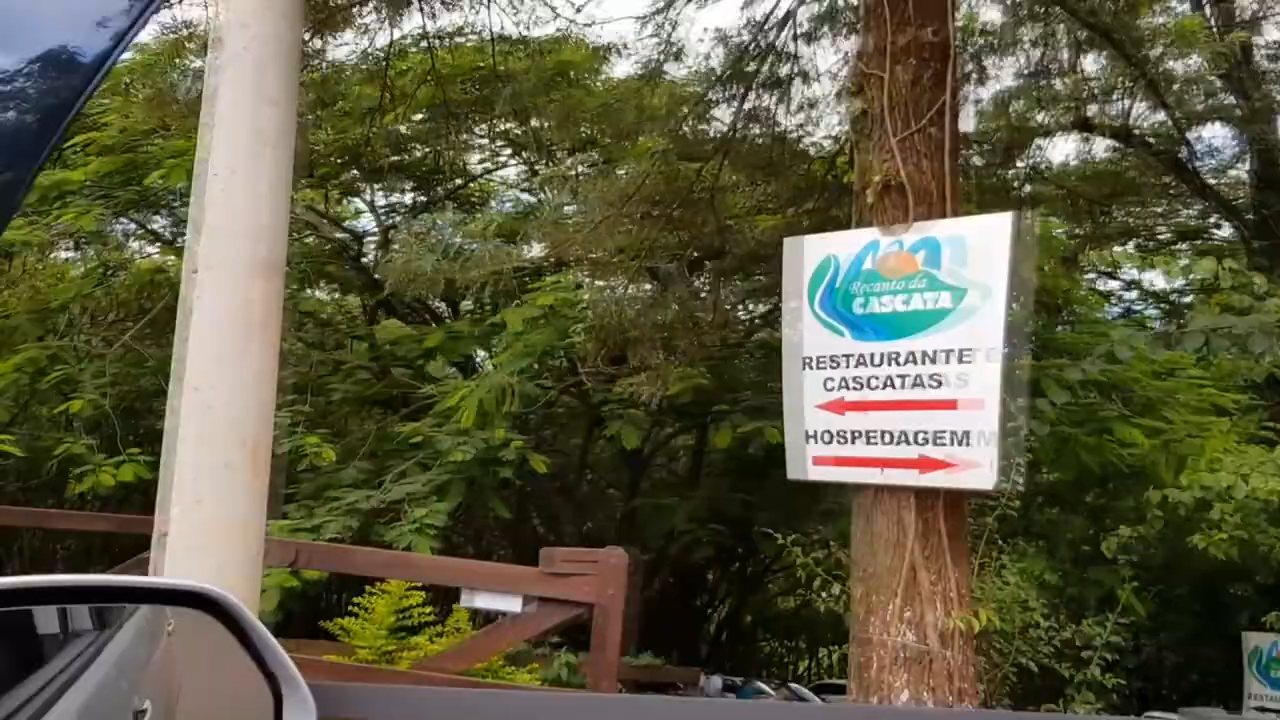 Recanto da
CASCATA
RESTAURANTE
CASCATAS
HOSPEDAGEM